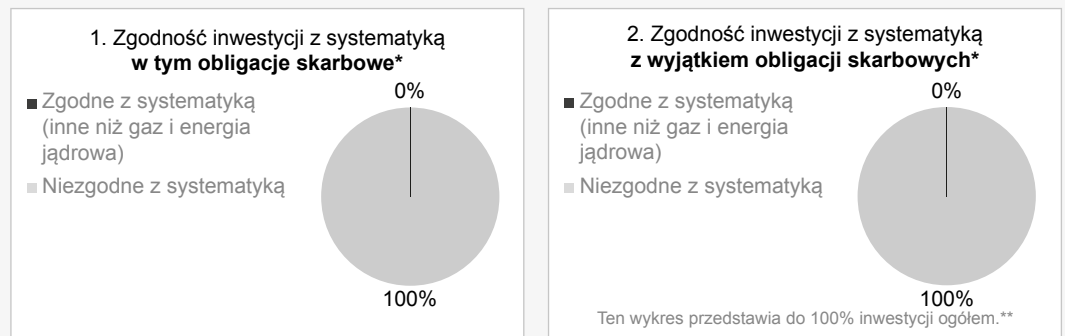 1. Zgodność inwestycji z systematyką
w tym obligacje skarbowe*
Zgodne z systematyką
(inne niż gaz i energia
jądrowa)
Niezgodne z systematyką
0%
100%
2. Zgodność inwestycji z systematyką
z wyjątkiem obligacji skarbowych*
Zgodne z systematyką
(inne niż gaz i energia
jądrowa)
Niezgodne z systematyką
0%
100%
Ten wykres przedstawia do 100% inwestycji ogółem.**